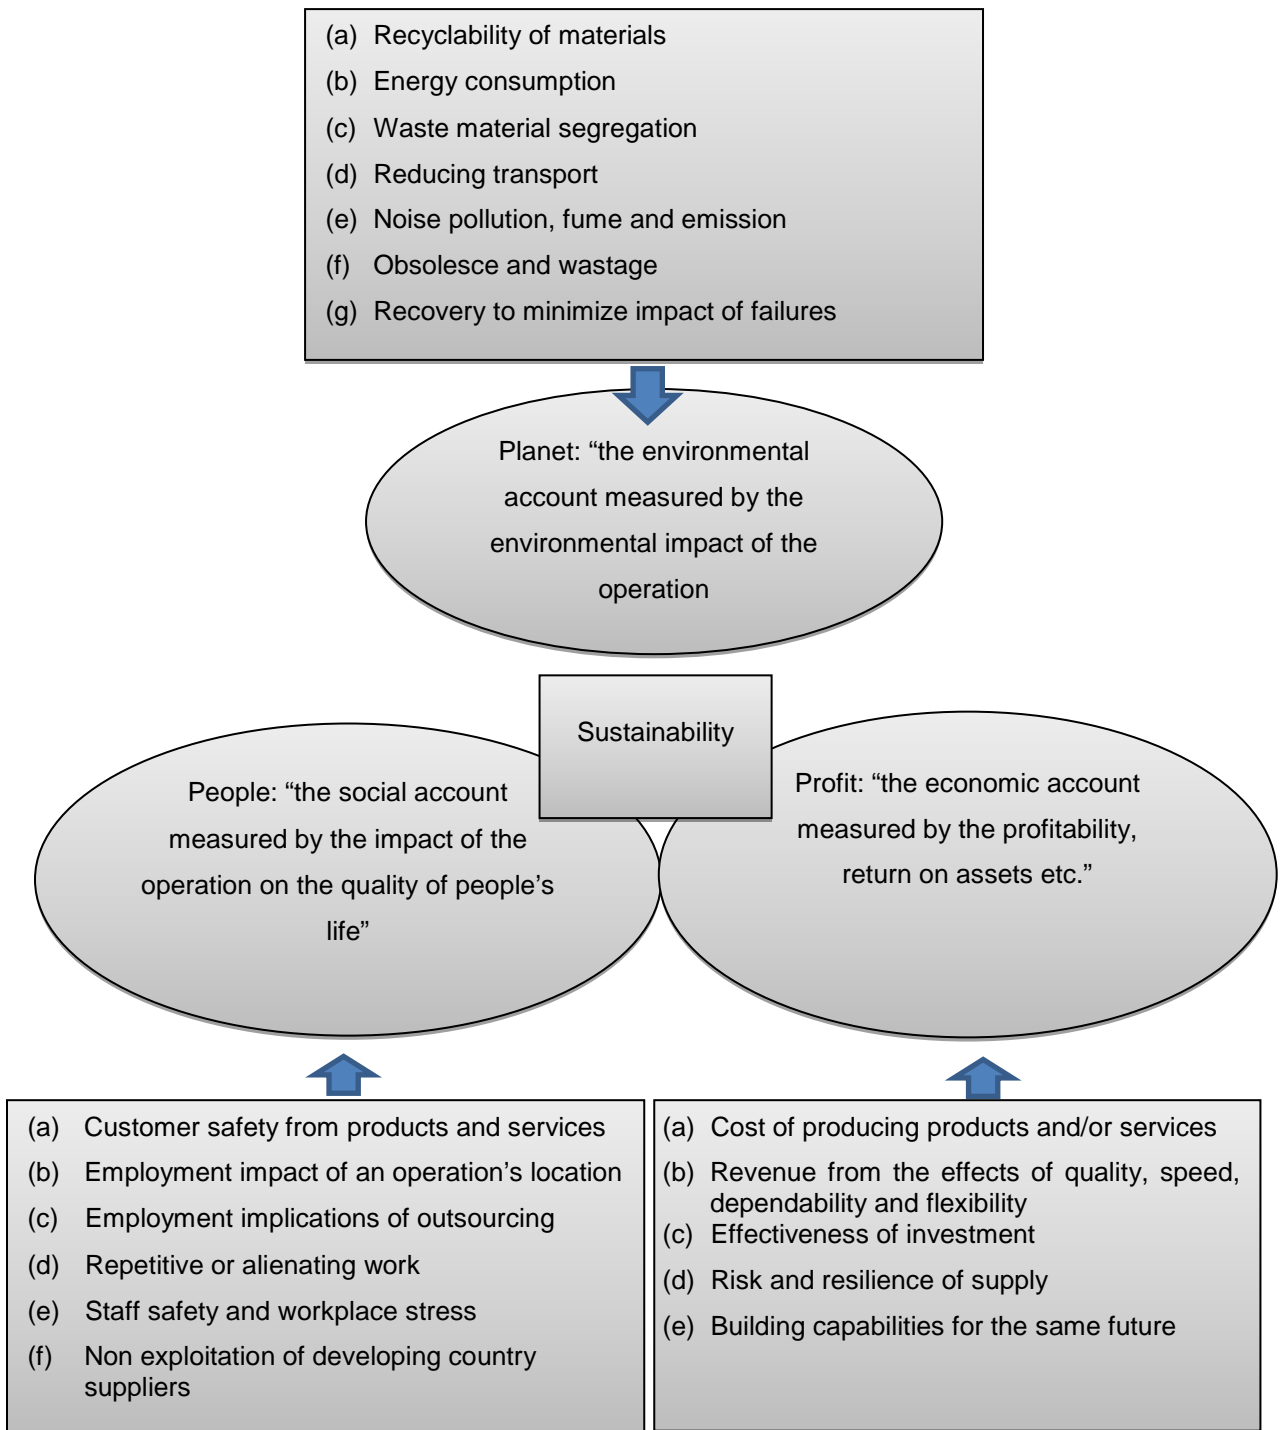 (a) Recyclability of materials
(b) Energy consumption
(c) Waste material segregation
(d) Reducing transport
(e) Noise pollution, fume and emission
(f) Obsolesce and wastage
(g) Recovery to minimize impact of failures
Planet: “the environmental
account measured by the
environmental impact of the
operation
Sustainability
People: “the social account
measured by the impact of the
operation on the quality of people’s
life”
Profit: “the economic account
measured by the profitability,
return on assets etc.”
(a) Customer safety from products and services
(b) Employment impact of an operation’s location
(c) Employment implications of outsourcing
(d) Repetitive or alienating work
(e) Staff safety and workplace stress
(f) Non exploitation of developing country
suppliers
(a) Cost of producing products and/or services
(b) Revenue from the effects of quality, speed,
dependability and flexibility
(c) Effectiveness of investment
(d) Risk and resilience of supply
(e) Building capabilities for the same future